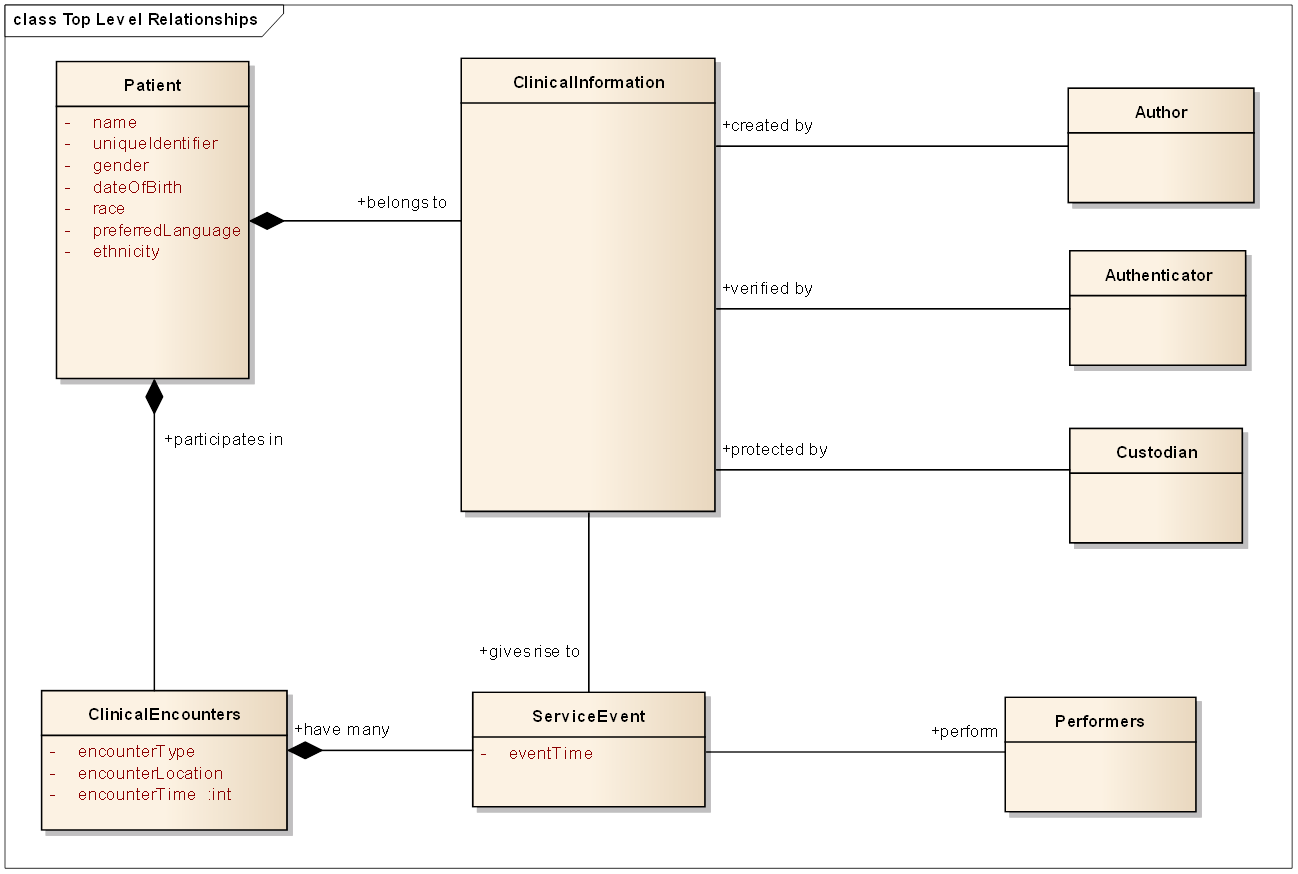 class Top Level Relationships
Patient
- name
- uniqueIdentifier
- gender
- dateOfBirth
- race
- preferredLanguage
- ethnicity
ClinicalInformation
Author
Authenticator
Custodian
+created by
+verified by
+protected by
+belongs to
+participates in
+gives rise to
ClinicalEncounters
- encounterType
- encounterLocation
- encounterTime :int
+have many
ServiceEvent
- eventTime
+perform
Performers